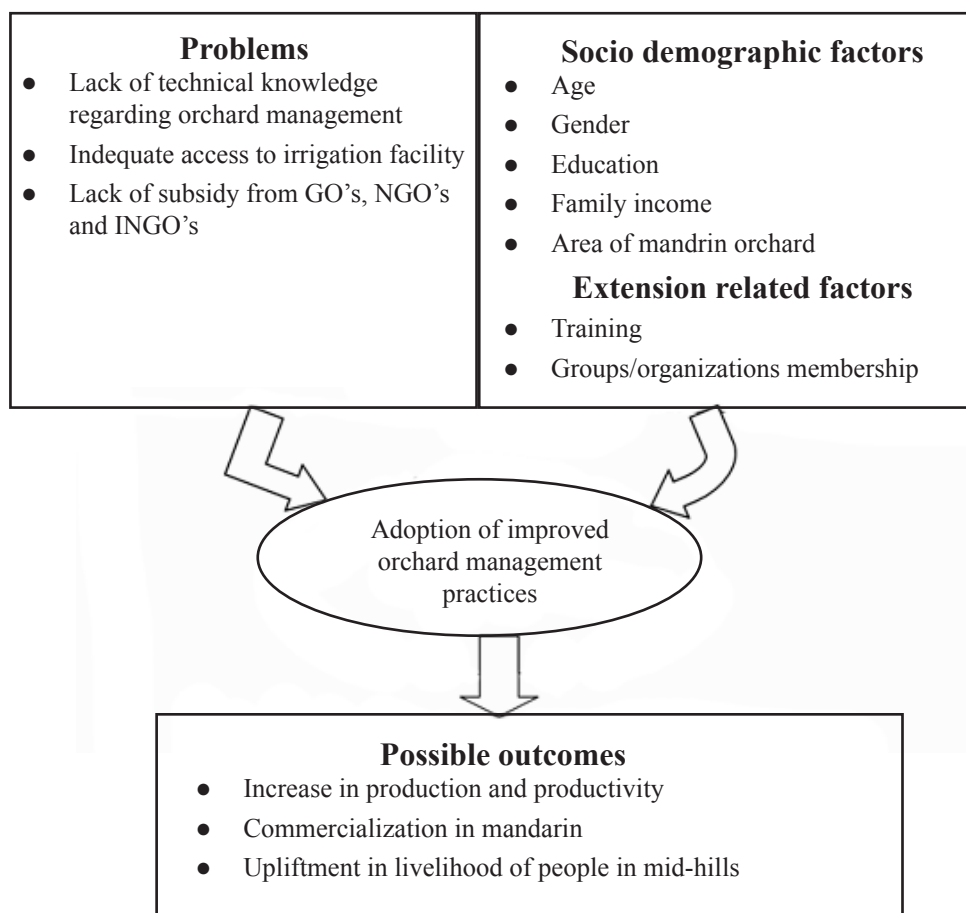 Problems
● Lack of technical knowledge
regarding orchard management
● Indequate access to irrigation facility
● Lack of subsidy from GO’s, NGO’s
and INGO’s
Socio demographic factors
● Age
● Gender
● Education
● Family income
● Area of mandrin orchard
Extension related factors
● Training
● Groups/organizations membership
Adoption of improved
orchard management
practices
Possible outcomes
● Increase in production and productivity
● Commercialization in mandarin
● Upliftment in livelihood of people in mid-hills